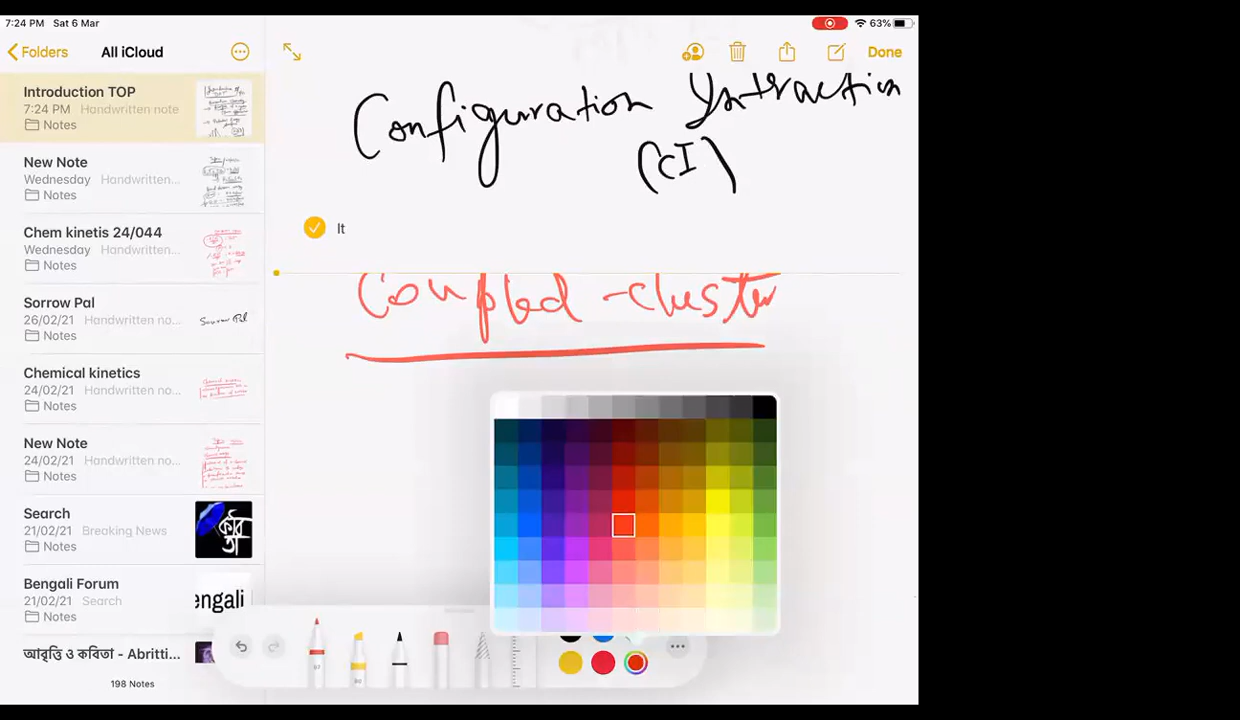 7:24 PM Sat 6 Mar
63%
Folders
All iCloud
Done
Introduction TOP
7:24 PM Handwritten note
Notes
New Note
Wednesday Handwritten...
Notes
Chem kinetis 24/044
Wednesday Handwritten...
Notes
Sorrow Pal
26/02/21 Handwritten no...
Notes
Chemical kinetics
24/02/21 Handwritten no...
Notes
New Note
24/02/21 Handwritten no...
Notes
Search
21/02/21 Breaking News
Notes
Bengali Forum
21/02/21 Search
Notes
engali
আবৃত্তি ও কবিতা - Abritti...
198 Notes
Configuration Intraction
(CI)
It
Coupled-cluster